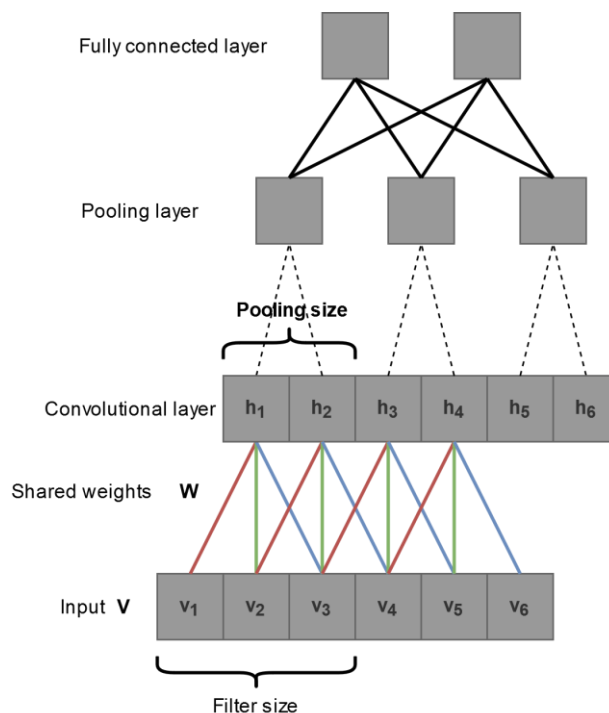 Fully connected layer
Pooling layer
Pooling size
Convolutional layer
h1 h2 h3 h4 h5 h6
Shared weights W
Input V
v1 v2 v3 v4 v5 v6
Filter size